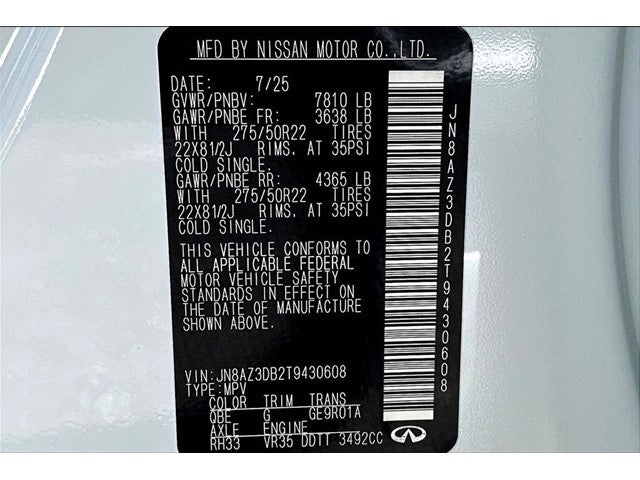 MFD BY NISSAN MOTOR CO.,LTD.
DATE: 7/25
GVWR/PNBV: 7810 LB
GAWR/PNBE FR: 3638 LB
WITH 275/50R22 TIRES
22X81/2J RIMS, AT 35PSI
COLD SINGLE.
GAWR/PNBE RR: 4365 LB
WITH 275/50R22 TIRES
22X81/2J RIMS, AT 35PSI
COLD SINGLE.
THIS VEHICLE CONFORMS TO
ALL APPLICABLE FEDERAL
MOTOR VEHICLE SAFETY
STANDARDS IN EFFECT ON
THE DATE OF MANUFACTURE
SHOWN ABOVE.
VIN:JN8AZ3DB2T9430608
TYPE:MPV
COLOR TRIM TRANS
QBE G GE9R01A
AXLE ENGINE
RH33 VR35 DDTT 3492CC
JN8AZ3DB2T9430608
INFINITI